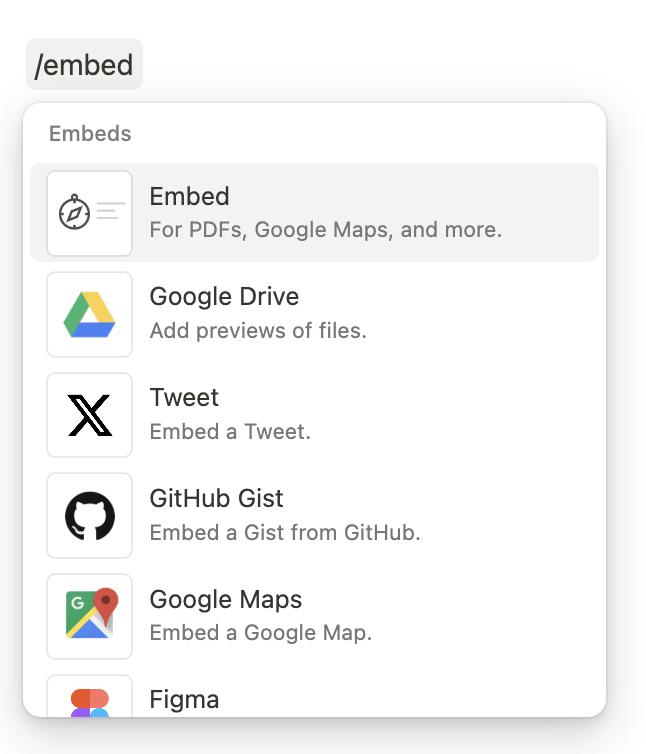 /embed
Embeds
Embed
For PDFs, Google Maps, and more.
Google Drive
Add previews of files.
Tweet
Embed a Tweet.
GitHub Gist
Embed a Gist from GitHub.
G
Google Maps
Embed a Google Map.
Figma